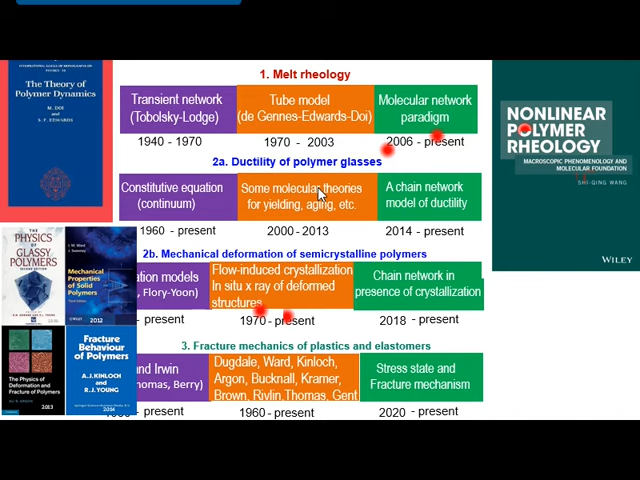 1. Melt rheology
Transient network
(Tobolsky-Lodge)
Tube model
(de Gennes-Edwards-Doi)
Molecular network
paradigm
1940 - 1970
1970 - 2003
2006 - present
2a. Ductility of polymer glasses
Constitutive equation
(continuum)
Some molecular theories
for yielding, aging, etc.
A chain network
model of ductility
1960 - present
2000 - 2013
2014 - present
2b. Mechanical deformation of semicrystalline polymers
ation models
, Flory-Yoon)
Flow-induced crystallization
In situ x ray of deformed
structures
Chain network in
presence of crystallization
- present
1970 - present
2018 - present
3. Fracture mechanics of plastics and elastomers
and Irwin
homas, Berry)
Dugdale, Ward, Kinloch,
Argon, Bucknall, Kramer,
Brown, Rivlin,Thomas, Gent
Stress state and
Fracture mechanism
- present
1960 - present
2020 - present
The Theory of
Polymer Dynamics
M. DOI
and
S. F. EDWARDS
THE
PHYSICS
OF
GLASSY
POLYMERS
SECOND EDITION
I. M. Ward
J. Sweeney
Mechanical
Properties of
Solid Polymers
Third Edition
WILEY
2012
The Physics of
Deformation and
Fracture of Polymers
2013
Fracture
Behaviour of
Polymers
A.J.KINLOCH
and
R.J.YOUNG
NONLINEAR
POLYMER
RHEOLOGY
MACROSCOPIC PHENOMENOLOGY AND
MOLECULAR FOUNDATION
SHI-QING WANG
WILEY